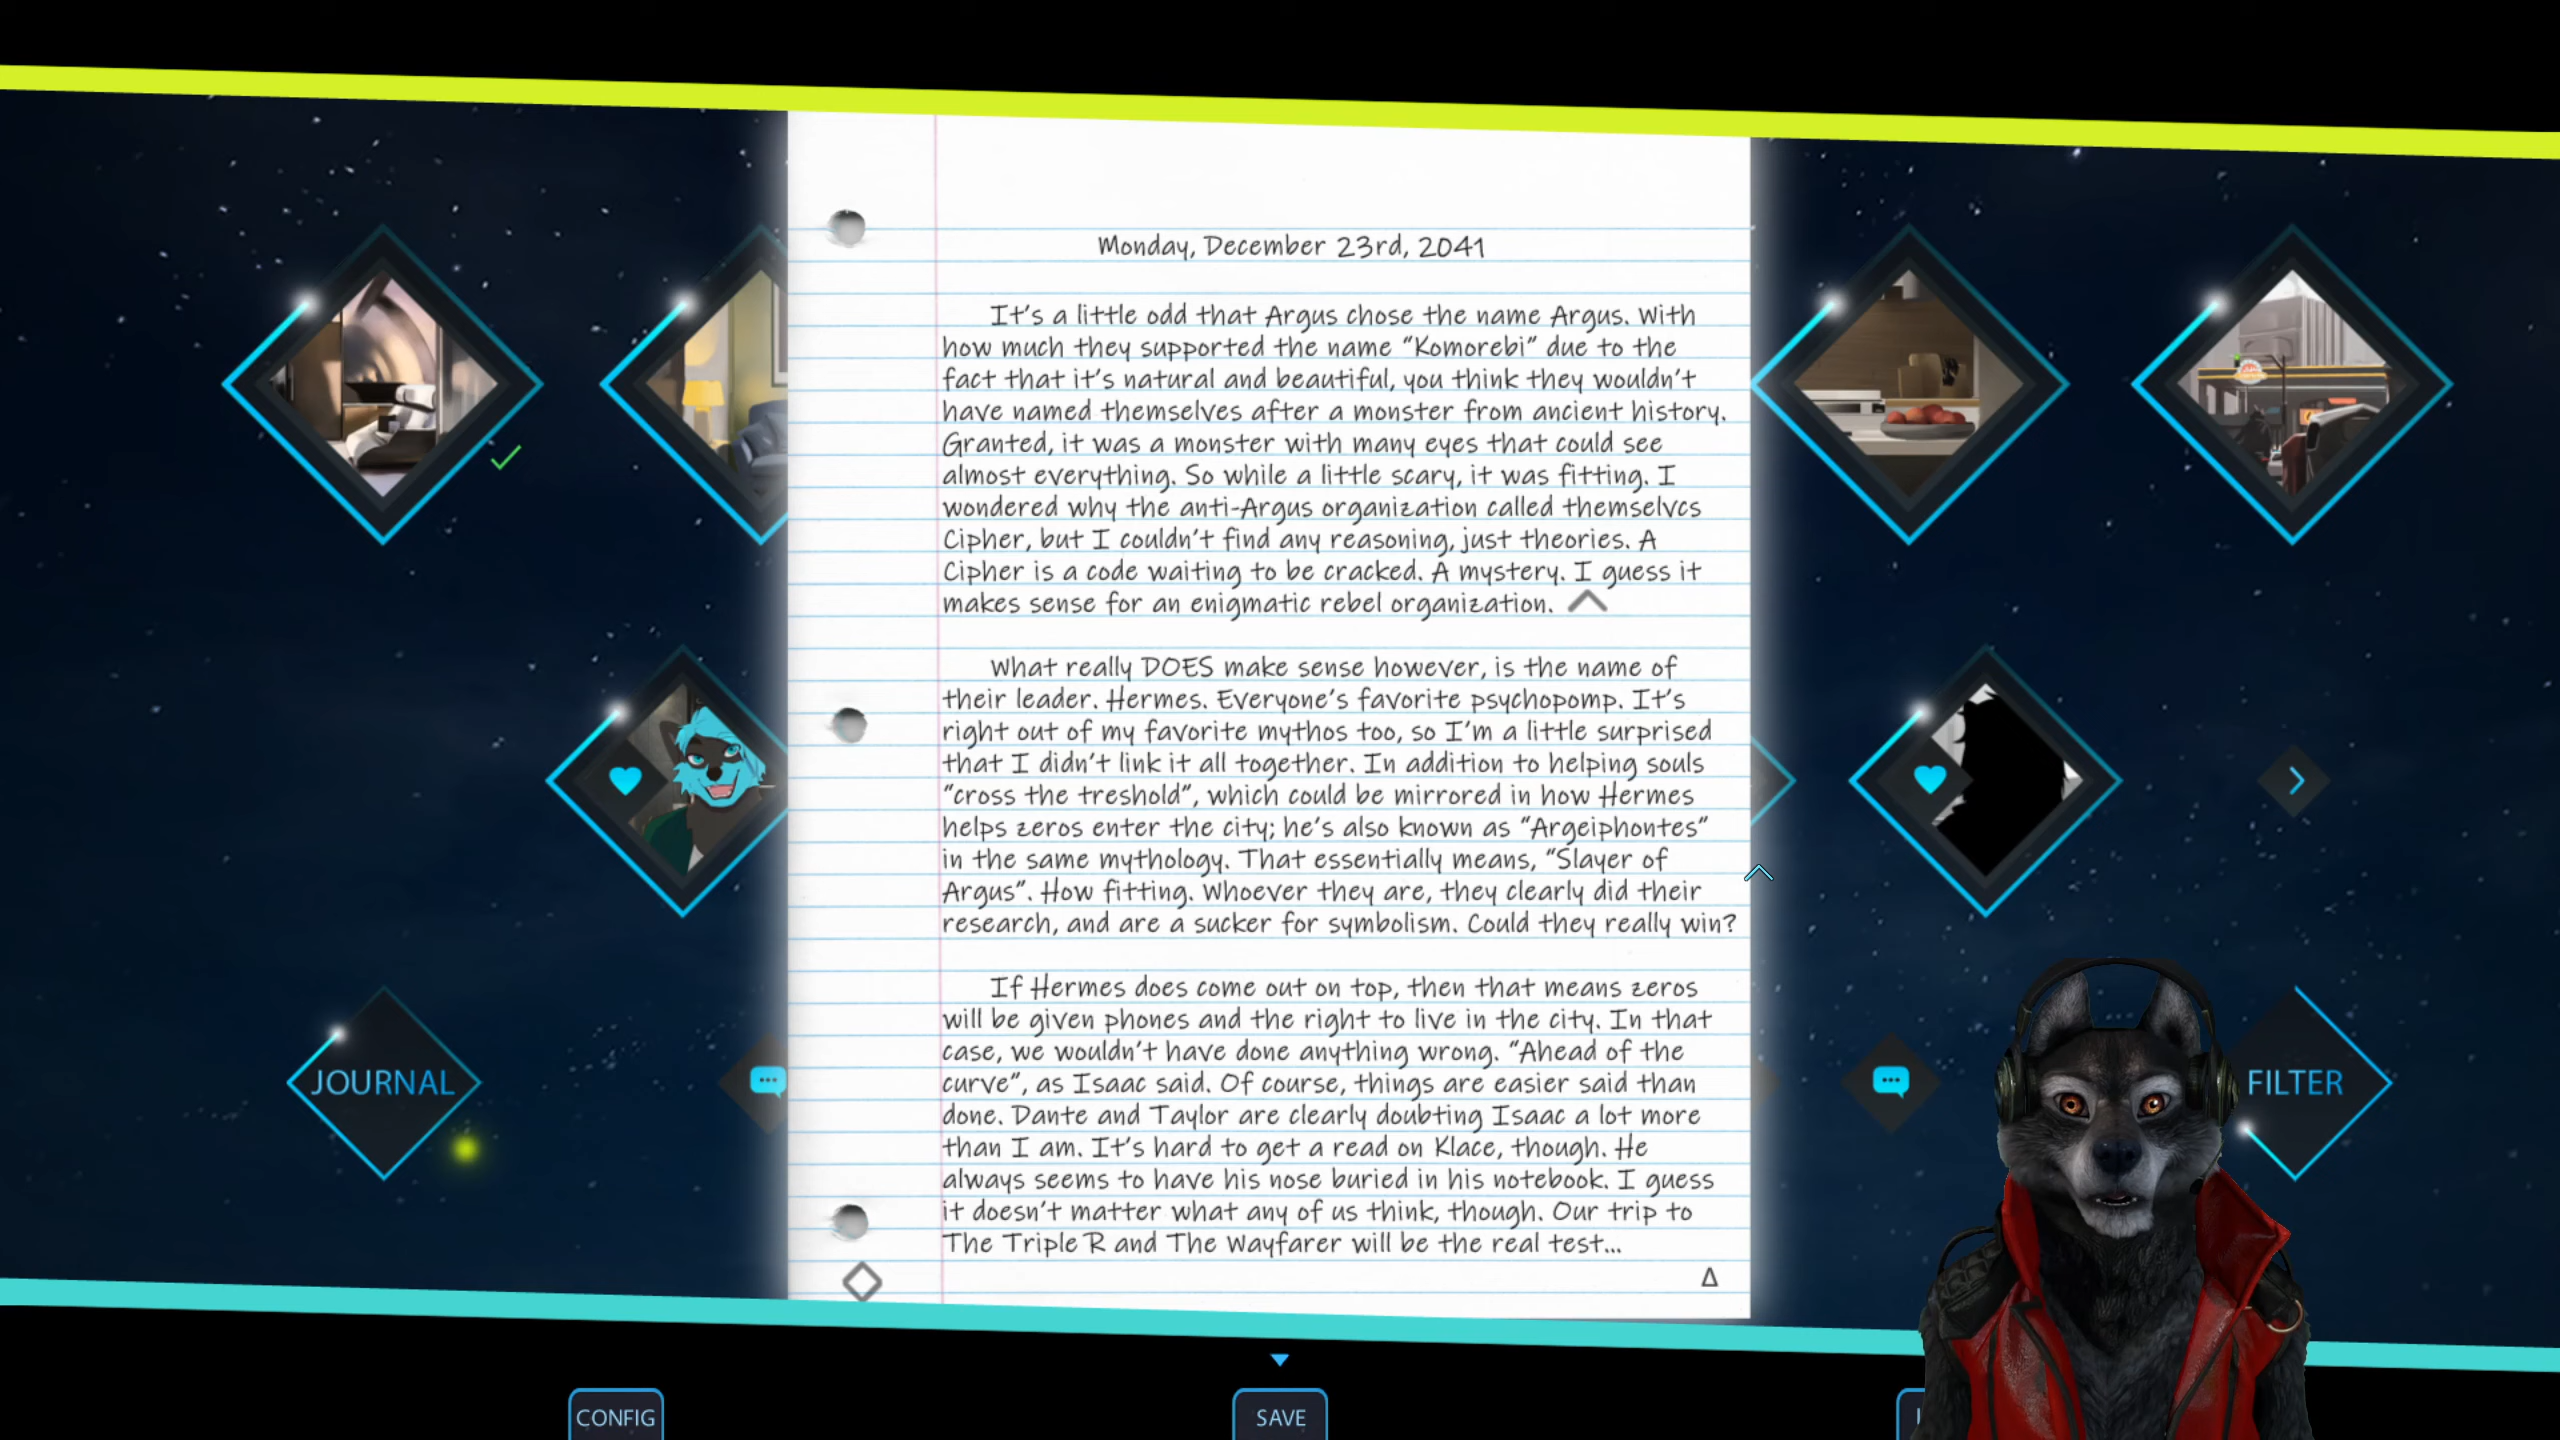 Monday, December 23rd, 2041
It's a little odd that Argus chose the name Argus. With
how much they supported the name "Komorebi" due to the
fact that it's natural and beautiful, you think they wouldn't
have named themselves after a monster from ancient history.
Granted, it was a monster with many eyes that could see
almost everything. So while a little scary, it was fitting. I
wondered why the anti-Argus organization called themselves
Cipher, but I couldn't find any reasoning, just theories. A
Cipher is a code waiting to be cracked. A mystery. I guess it
makes sense for an enigmatic rebel organization.
What really DOES make sense however, is the name of
their leader. Hermes. Everyone's favorite psychopomp. It's
right out of my favorite mythos too, so I'm a little surprised
that I didn't link it all together. In addition to helping souls
"cross the treshold", which could be mirrored in how Hermes
helps zeros enter the city; he's also known as "Argeiphontes"
in the same mythology. That essentially means, "Slayer of
Argus". How fitting. Whoever they are, they clearly did their
research, and are a sucker for symbolism. Could they really win?
If Hermes does come out on top, then that means zeros
will be given phones and the right to live in the city. In that
case, we wouldn't have done anything wrong. "Ahead of the
curve", as Isaac said. Of course, things are easier said than
done. Dante and Taylor are clearly doubting Isaac a lot more
than I am. It's hard to get a read on Klace, though. He
always seems to have his nose buried in his notebook. I guess
it doesn't matter what any of us think, though. Our trip to
The Triple R and The Wayfarer will be the real test...
JOURNAL
FILTER
CONFIG
SAVE